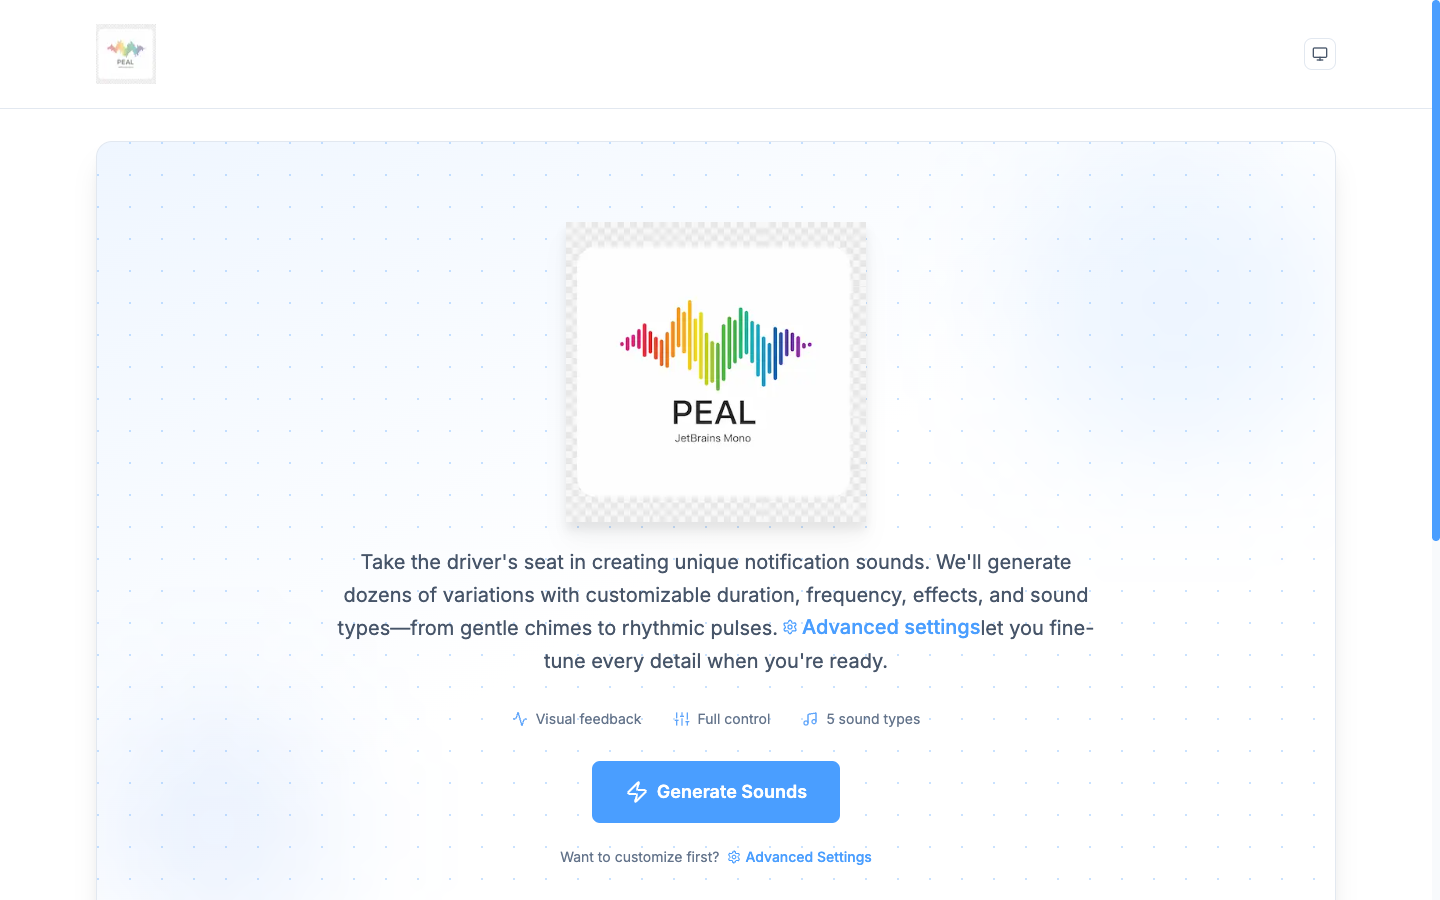 PEAL
PEAL
JetBrains Mono
Take the driver's seat in creating unique notification sounds. We'll generate
dozens of variations with customizable duration, frequency, effects, and sound
types—from gentle chimes to rhythmic pulses. Advanced settingslet you fine-
tune every detail when you're ready.
Visual feedback Full control 5 sound types
Generate Sounds
Want to customize first? Advanced Settings